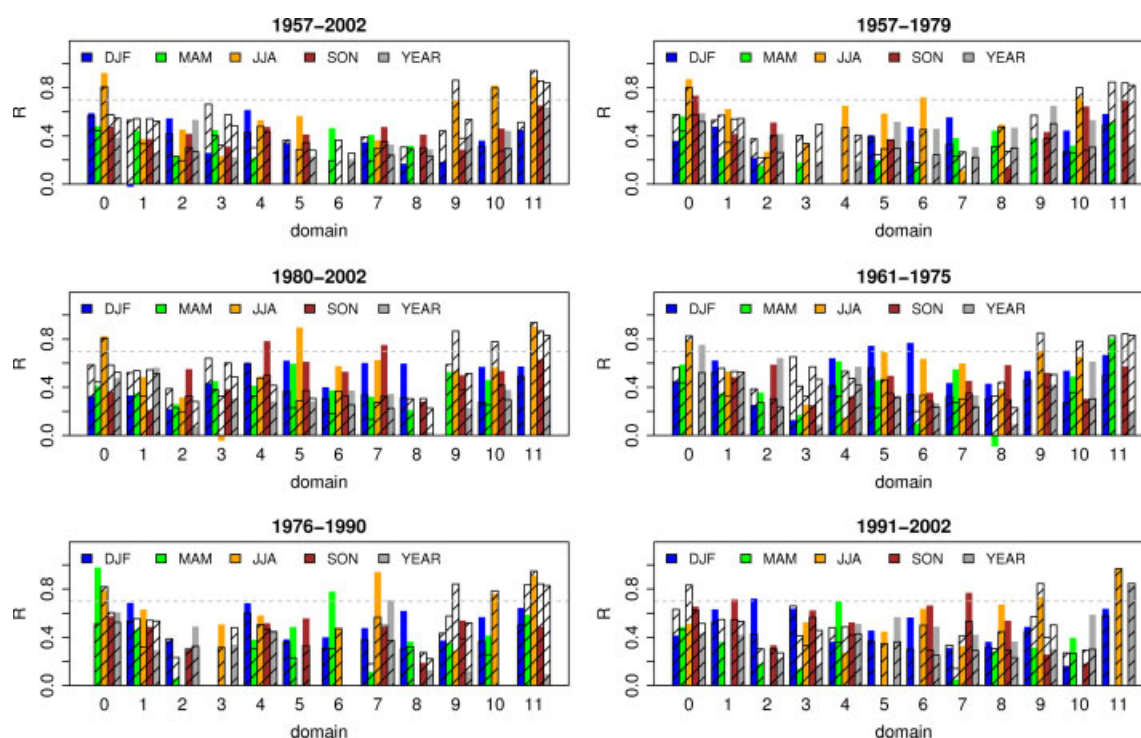 1957−2002
DJF MAM JJA SON YEAR
R
0.0 0.4 0.8
0 1 2 3 4 5 6 7 8 9 10 11
domain
1957−1979
DJF MAM JJA SON YEAR
R
0.0 0.4 0.8
0 1 2 3 4 5 6 7 8 9 10 11
domain
1980−2002
DJF MAM JJA SON YEAR
R
0.0 0.4 0.8
0 1 2 3 4 5 6 7 8 9 10 11
domain
1961−1975
DJF MAM JJA SON YEAR
R
0.0 0.4 0.8
0 1 2 3 4 5 6 7 8 9 10 11
domain
1976−1990
DJF MAM JJA SON YEAR
R
0.0 0.4 0.8
0 1 2 3 4 5 6 7 8 9 10 11
domain
1991−2002
DJF MAM JJA SON YEAR
R
0.0 0.4 0.8
0 1 2 3 4 5 6 7 8 9 10 11
domain